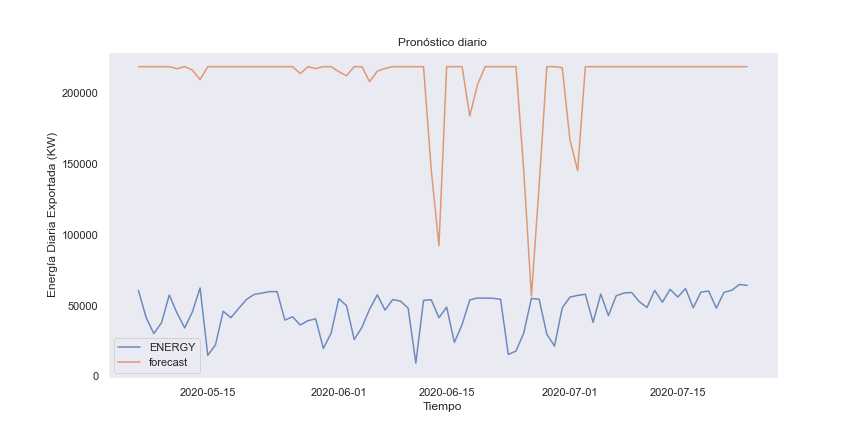 Pronóstico diario
Energía Diaria Exportada (KW)
200000
150000
100000
50000
0
ENERGY
forecast
2020-05-15
2020-06-01
2020-06-15
2020-07-01
2020-07-15
Tiempo